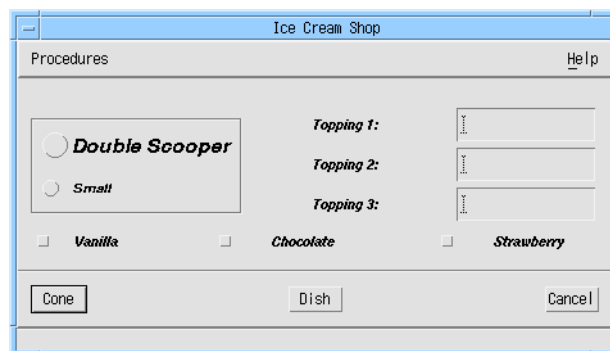 Ice Cream Shop
Procedures Help
Topping 1:
Double Scooper
Topping 2:
Small
Topping 3:
Vanilla Chocolate Strawberry
Cone Dish Cancel